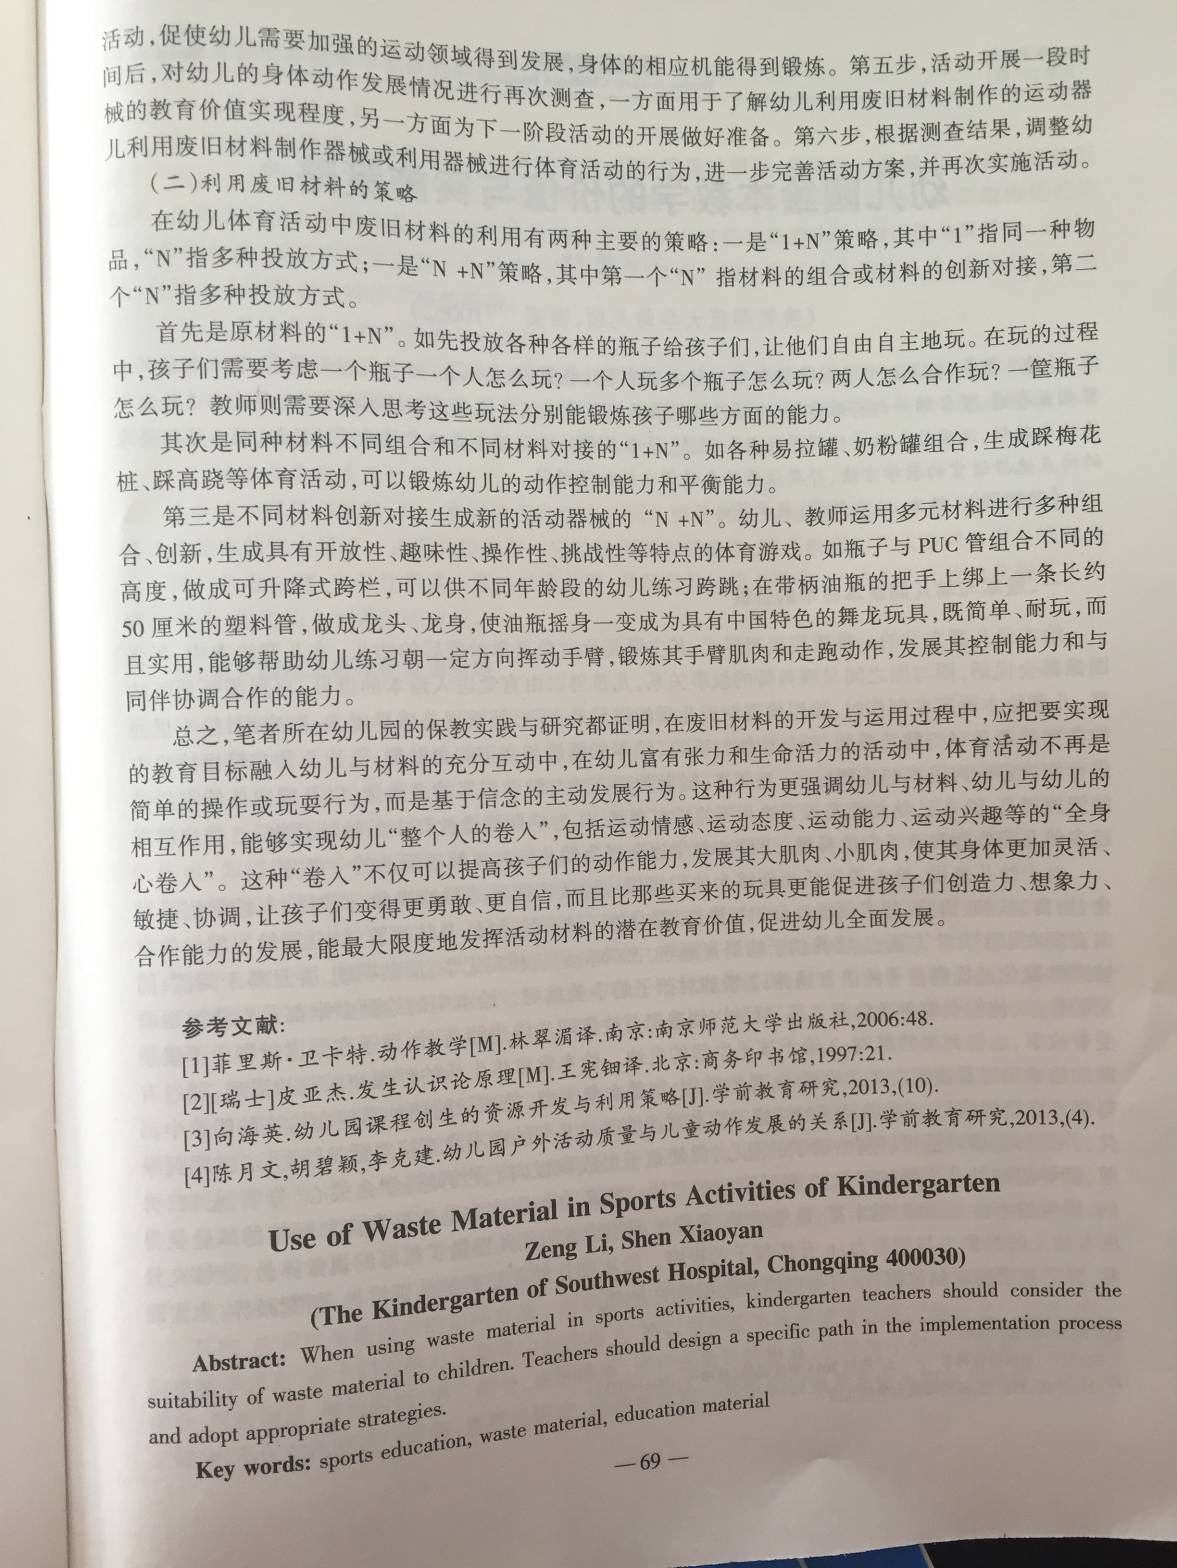 活动,促使幼儿需要加强的运动领域得到发展,身体的相应机能得到锻炼。第五步,活动开展一段时
间后,对幼儿的身体动作发展情况进行再次测查,一方面用于了解幼儿利用废旧材料制作的运动器
械的教育价值实现程度,另一方面为下一阶段活动的开展做好准备。第六步,根据测查结果,调整幼
儿利用废旧材料制作器械或利用器械进行体育活动的行为,进一步完善活动方案,并再次实施活动。
(二)利用废旧材料的策略
在幼儿体育活动中废旧材料的利用有两种主要的策略:一是“1+N”策略,其中“1”指同一种物
品,“N”指多种投放方式;一是“N +N”策略,其中第一个“N” 指材料的组合或材料的创新对接,第二
个“N”指多种投放方式。
首先是原材料的“1+N”。如先投放各种各样的瓶子给孩子们,让他们自由自主地玩。在玩的过程
中,孩子们需要考虑一个瓶子一个人怎么玩?一个人玩多个瓶子怎么玩?两人怎么合作玩?一筐瓶子
怎么玩? 教师则需要深入思考这些玩法分别能锻炼孩子哪些方面的能力。
其次是同种材料不同组合和不同材料对接的“1+N”。如各种易拉罐、奶粉罐组合,生成踩梅花
桩、踩高跷等体育活动,可以锻炼幼儿的动作控制能力和平衡能力。
第三是不同材料创新对接生成新的活动器械的 “N +N”。幼儿、教师运用多元材料进行多种组
合、创新,生成具有开放性、趣味性、操作性、挑战性等特点的体育游戏。如瓶子与 PUC 管组合不同的
高度,做成可升降式跨栏,可以供不同年龄段的幼儿练习跨跳;在带柄油瓶的把手上绑上一条长约
50 厘米的塑料管,做成龙头、龙身,使油瓶摇身一变成为具有中国特色的舞龙玩具,既简单、耐玩,而
且实用,能够帮助幼儿练习朝一定方向挥动手臂,锻炼其手臂肌肉和走跑动作,发展其控制能力和与
同伴协调合作的能力。
总之,笔者所在幼儿园的保教实践与研究都证明,在废旧材料的开发与运用过程中,应把要实现
的教育目标融入幼儿与材料的充分互动中,在幼儿富有张力和生命活力的活动中,体育活动不再是
简单的操作或玩耍行为,而是基于信念的主动发展行为。这种行为更强调幼儿与材料、幼儿与幼儿的
相互作用,能够实现幼儿“整个人的卷入”,包括运动情感、运动态度、运动能力、运动兴趣等的“全身
心卷入”。这种“卷入”不仅可以提高孩子们的动作能力,发展其大肌肉、小肌肉,使其身体更加灵活、
敏捷、协调,让孩子们变得更勇敢、更自信,而且比那些买来的玩具更能促进孩子们创造力、想象力、
合作能力的发展,能最大限度地发挥活动材料的潜在教育价值,促进幼儿全面发展。
参考文献:
[1]菲里斯·卫卡特.动作教学[M].林翠湄译.南京:南京师范大学出版社,2006:48.
[2][瑞士]皮亚杰.发生认识论原理[M].王宪钿译.北京:商务印书馆,1997:21.
[3]向海英.幼儿园课程创生的资源开发与利用策略[J].学前教育研究,2013,(10).
[4]陈月文,胡碧颖,李克建.幼儿园户外活动质量与儿童动作发展的关系[J].学前教育研究,2013,(4).
Use of Waste Material in Sports Activities of Kindergarten
Zeng Li, Shen Xiaoyan
(The Kindergarten of Southwest Hospital, Chongqing 400030)
Abstract: When using waste material in sports activities, kindergarten teachers should consider the
suitability of waste material to children. Teachers should design a specific path in the implementation process
and adopt appropriate strategies.
Key words: sports education, waste material, education material
— 69 —